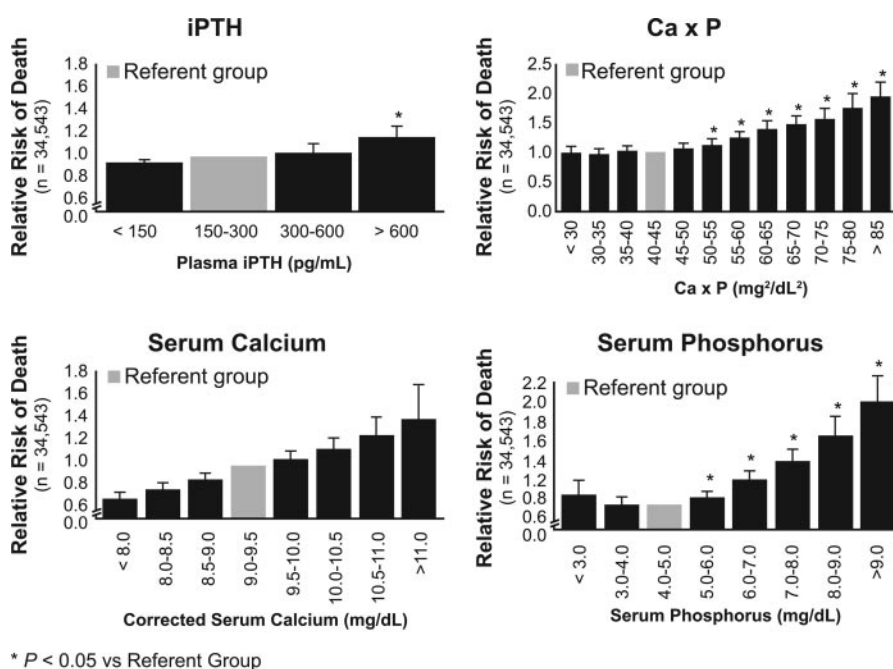 iPTH
Relative Risk of Death
(n = 34,543)
1.8
1.6
1.4
1.2
1.0
0.8
0.6
0.0
Referent group
*
< 150
150-300
300-600
> 600
Plasma iPTH (pg/mL)
Ca x P
Relative Risk of Death
(n = 34,543)
2.5
2.0
1.5
1.0
0.5
0.0
Referent group
* * * * * * *
< 30
30-35
35-40
40-45
45-50
50-55
55-60
60-65
65-70
70-75
75-80
> 85
Ca x P (mg²/dL²)
Serum Calcium
Relative Risk of Death
(n = 34,543)
1.8
1.6
1.4
1.2
1.0
0.8
0.6
0.0
Referent group
< 8.0
8.0-8.5
8.5-9.0
9.0-9.5
9.5-10.0
10.0-10.5
10.5-11.0
>11.0
Corrected Serum Calcium (mg/dL)
Serum Phosphorus
Relative Risk of Death
(n = 34,543)
2.2
2.0
1.8
1.6
1.4
1.2
1.0
0.8
0.6
0.0
Referent group
* * * * *
< 3.0
3.0-4.0
4.0-5.0
5.0-6.0
6.0-7.0
7.0-8.0
8.0-9.0
>9.0
Serum Phosphorus (mg/dL)
* P < 0.05 vs Referent Group